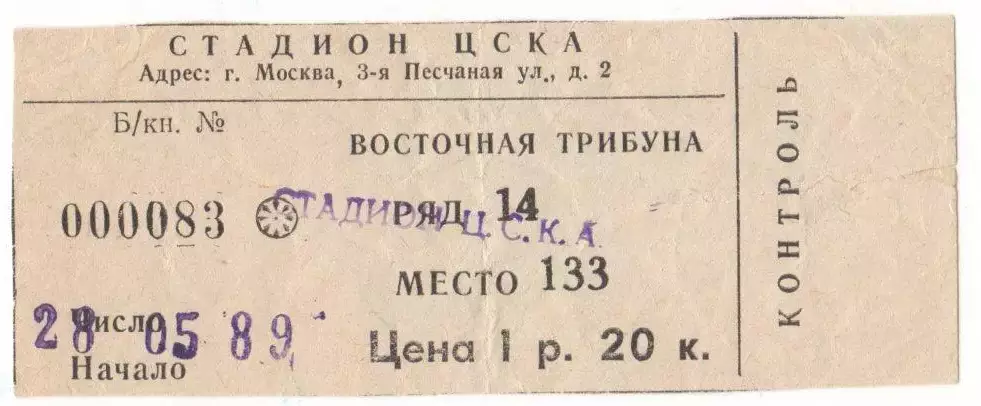 СТАДИОН ЦСКА
Адрес: г. Москва, 3-я Песчаная ул., д. 2
Б/кн. №
ВОСТОЧНАЯ ТРИБУНА
000083
РЯД 14
СТАДИОН Ц.С.К.А.
МЕСТО 133
Число
28 05 89
Начало
Цена 1 р. 20 к.
КОНТРОЛЬ